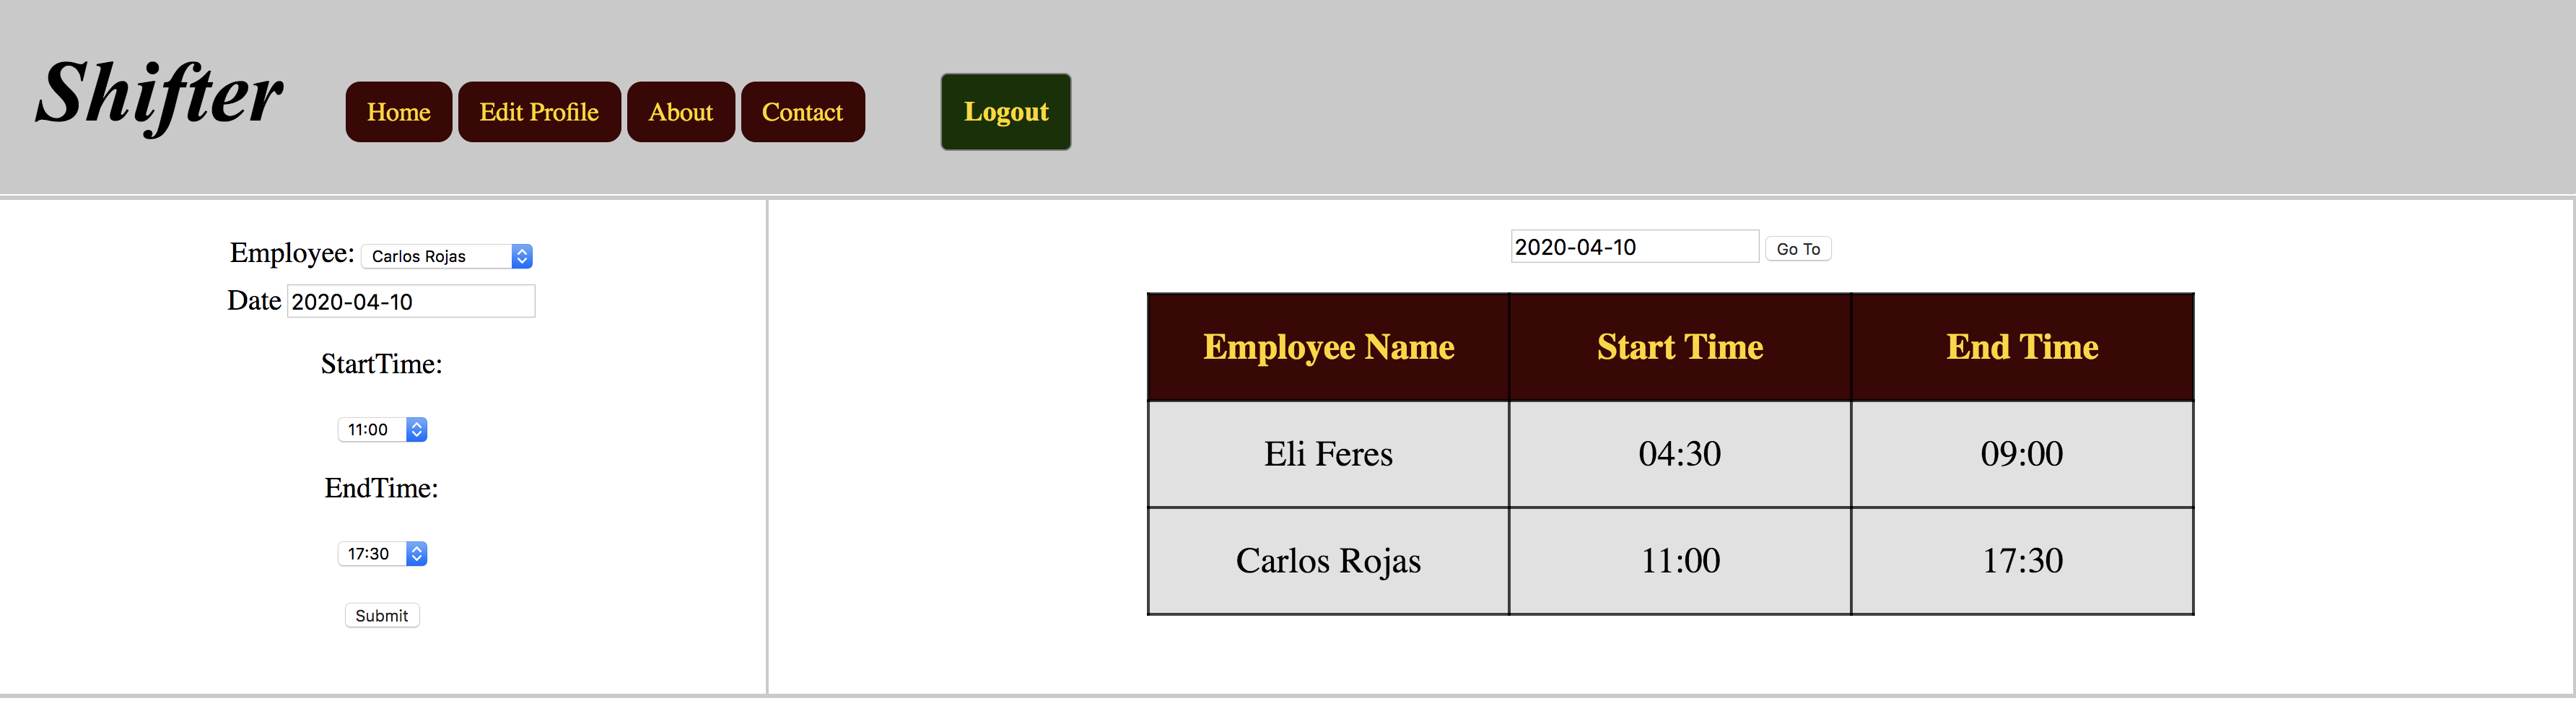 Shifter Home Edit Profile About Contact Logout
Employee: Carlos Rojas
Date 2020-04-10
StartTime:
11:00
EndTime:
17:30
Submit
2020-04-10 Go To
Employee Name Start Time End Time
Eli Feres 04:30 09:00
Carlos Rojas 11:00 17:30